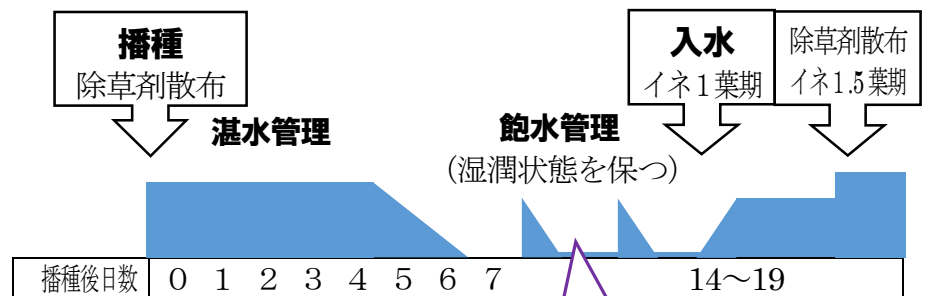 播種
除草剤散布
入水
イネ1葉期
除草剤散布
イネ1.5葉期
湛水管理
飽水管理
(湿潤状態を保つ)
播種後日数 0 1 2 3 4 5 6 7 14～19